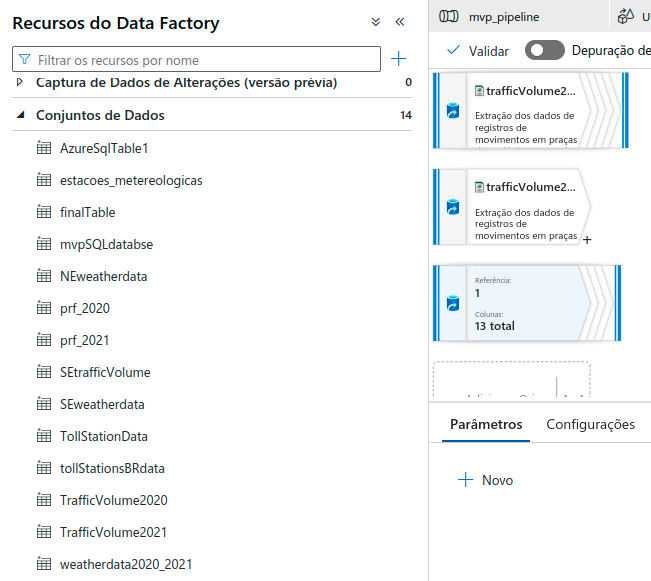 Recursos do Data Factory
Filtrar os recursos por nome
Captura de Dados de Alterações (versão prévia) 0
Conjuntos de Dados 14
AzureSqlTable1
estacoes_metereologicas
finalTable
mvpSQLdatabse
NEweatherdata
prf_2020
prf_2021
SEtrafficVolume
SEweatherdata
TollStationData
tollStationsBRdata
TrafficVolume2020
TrafficVolume2021
weatherdata2020_2021
mvp_pipeline
Validar
Depuração de
trafficVolume2...
Extração dos dados de
registros de
movimentos em praças
trafficVolume2...
Extração dos dados de
registros de
movimentos em praças
Referência:
1
Colunas:
13 total
Parâmetros Configurações
Novo